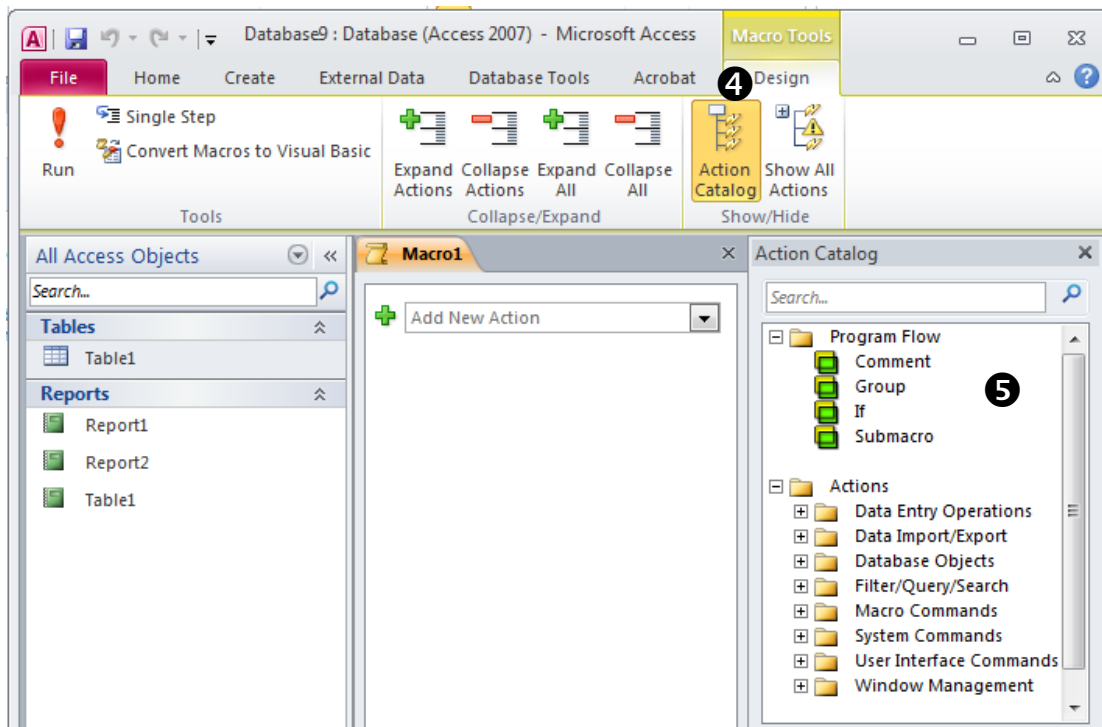 Database9 : Database (Access 2007) - Microsoft Access
Macro Tools
File Home Create External Data Database Tools Acrobat Design
4
Run
Single Step
Convert Macros to Visual Basic
Tools
Expand Actions
Collapse Actions
Expand All
Collapse All
Collapse/Expand
Action Catalog
Show All Actions
Show/Hide
All Access Objects
Search...
Tables
Table1
Reports
Report1
Report2
Table1
Macro1
Add New Action
Action Catalog
Search...
Program Flow
Comment
Group
If
Submacro
5
Actions
Data Entry Operations
Data Import/Export
Database Objects
Filter/Query/Search
Macro Commands
System Commands
User Interface Commands
Window Management